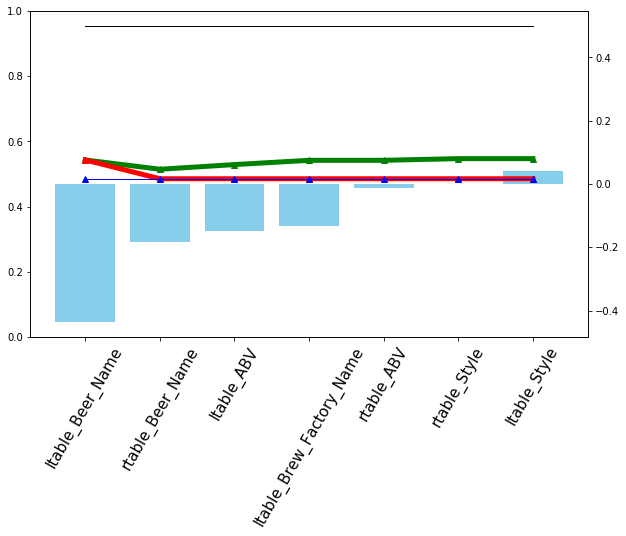 1.0
0.8
0.6
0.4
0.2
0.0
0.4
0.2
0.0
−0.2
−0.4
ltable_Beer_Name
rtable_Beer_Name
ltable_ABV
ltable_Brew_Factory_Name
rtable_ABV
rtable_Style
ltable_Style